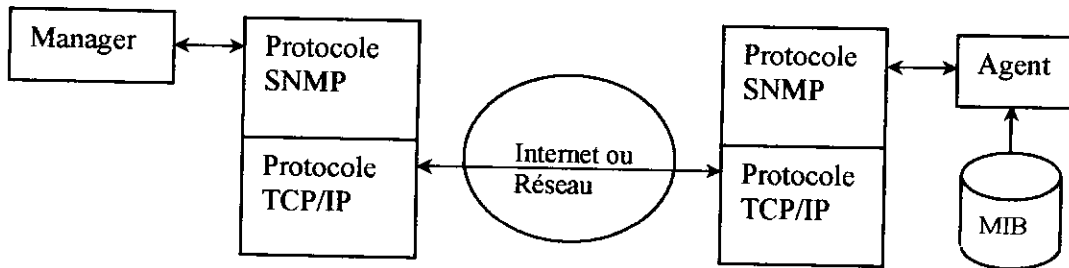 Manager
Protocole
SNMP
Protocole
TCP/IP
Internet ou
Réseau
Protocole
SNMP
Protocole
TCP/IP
Agent
MIB